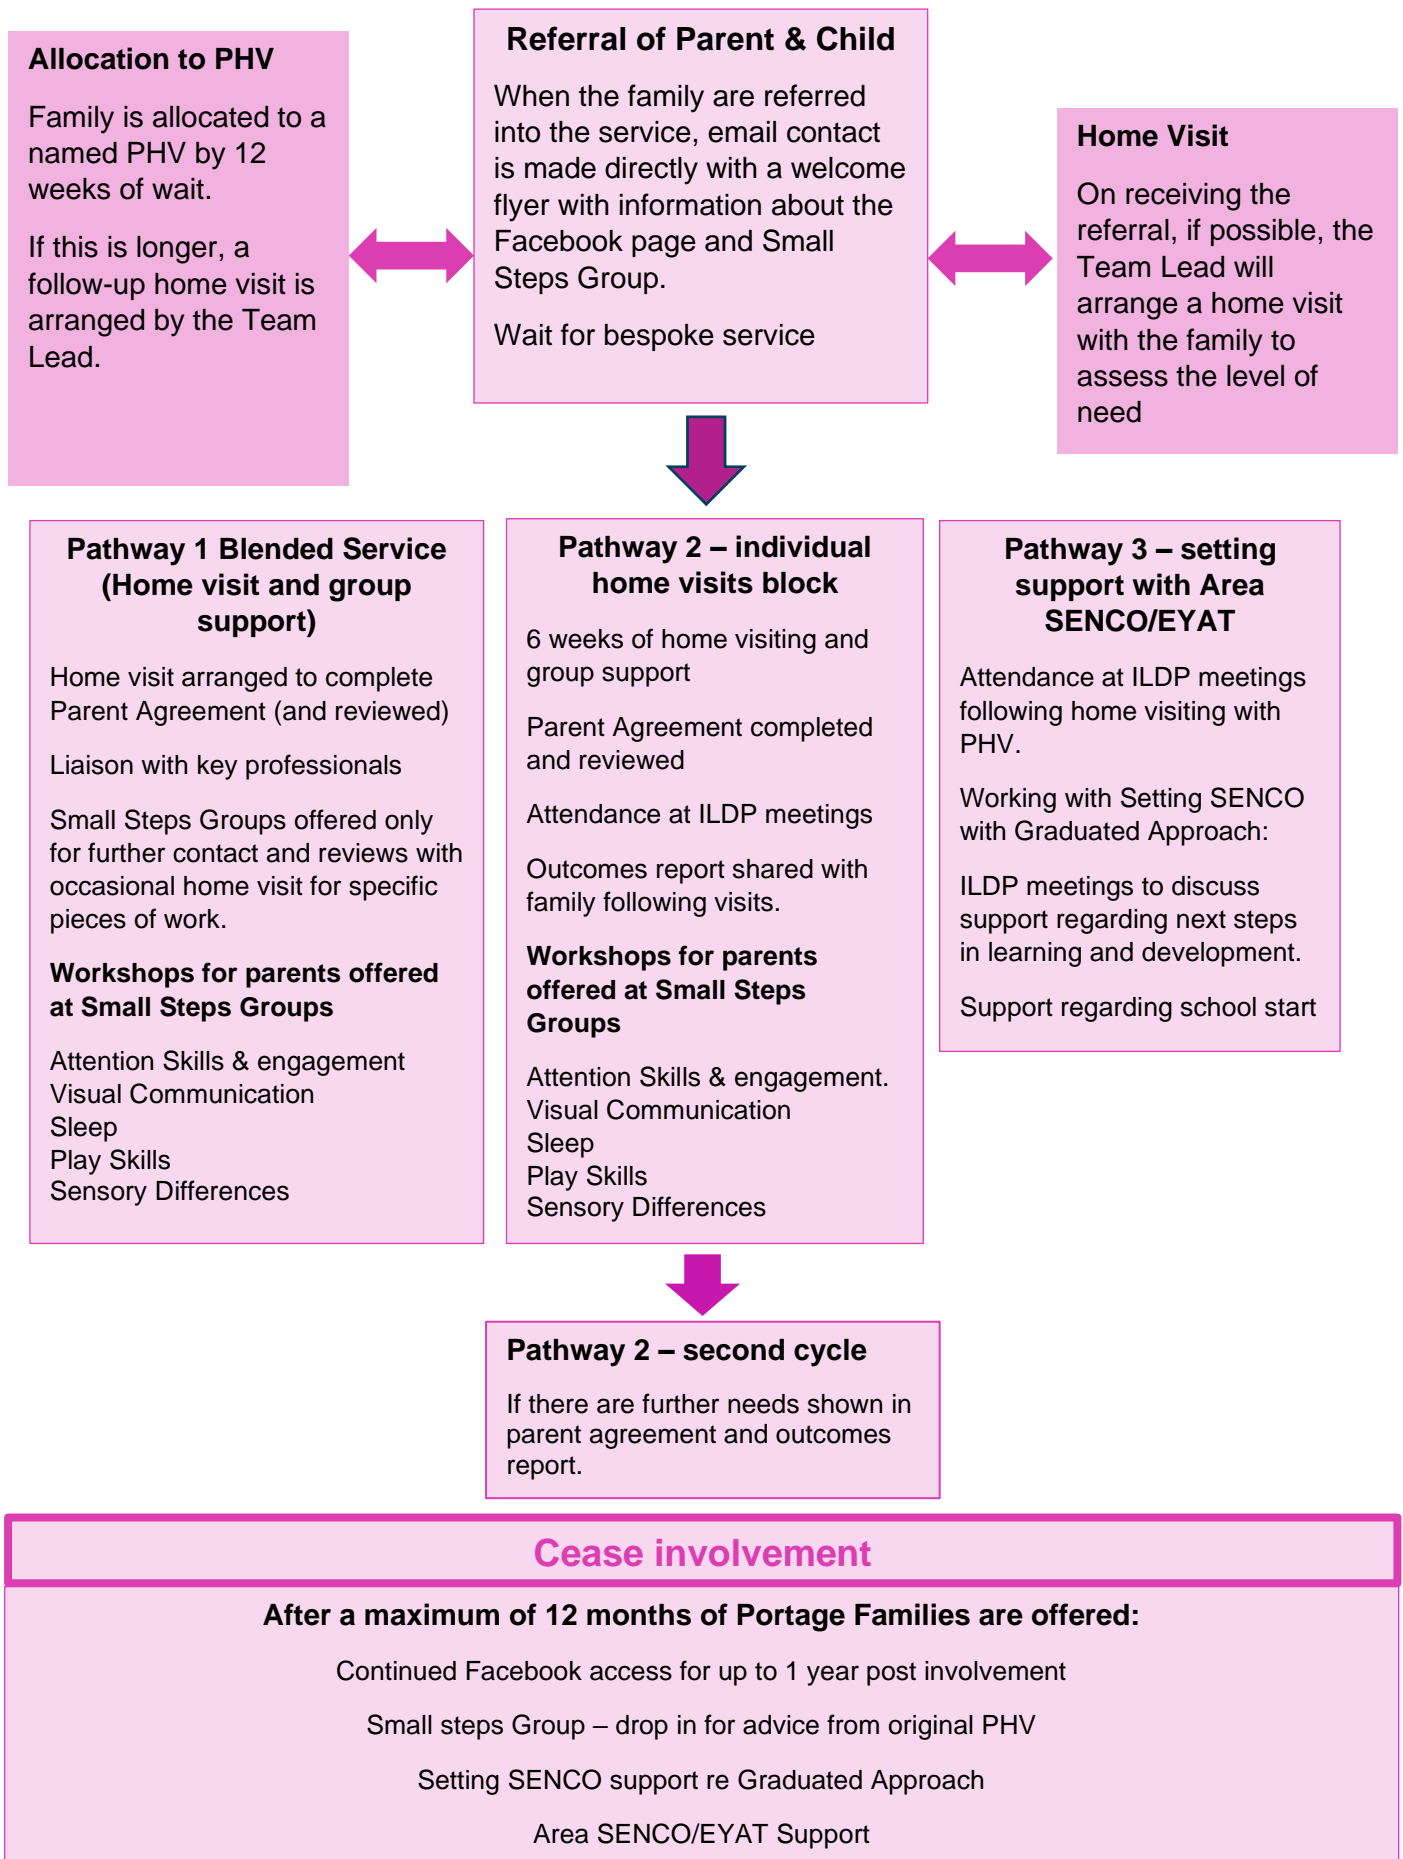 Allocation to PHV
Family is allocated to a
named PHV by 12
weeks of wait.
If this is longer, a
follow-up home visit is
arranged by the Team
Lead.
Referral of Parent & Child
When the family are referred
into the service, email contact
is made directly with a welcome
flyer with information about the
Facebook page and Small
Steps Group.
Wait for bespoke service
Home Visit
On receiving the
referral, if possible, the
Team Lead will
arrange a home visit
with the family to
assess the level of
need
Pathway 1 Blended Service
(Home visit and group
support)
Home visit arranged to complete
Parent Agreement (and reviewed)
Liaison with key professionals
Small Steps Groups offered only
for further contact and reviews with
occasional home visit for specific
pieces of work.
Workshops for parents offered
at Small Steps Groups
Attention Skills & engagement
Visual Communication
Sleep
Play Skills
Sensory Differences
Pathway 2 – individual
home visits block
6 weeks of home visiting and
group support
Parent Agreement completed
and reviewed
Attendance at ILDP meetings
Outcomes report shared with
family following visits.
Workshops for parents
offered at Small Steps
Groups
Attention Skills & engagement.
Visual Communication
Sleep
Play Skills
Sensory Differences
Pathway 3 – setting
support with Area
SENCO/EYAT
Attendance at ILDP meetings
following home visiting with
PHV.
Working with Setting SENCO
with Graduated Approach:
ILDP meetings to discuss
support regarding next steps
in learning and development.
Support regarding school start
Pathway 2 – second cycle
If there are further needs shown in
parent agreement and outcomes
report.
Cease involvement
After a maximum of 12 months of Portage Families are offered:
Continued Facebook access for up to 1 year post involvement
Small steps Group – drop in for advice from original PHV
Setting SENCO support re Graduated Approach
Area SENCO/EYAT Support